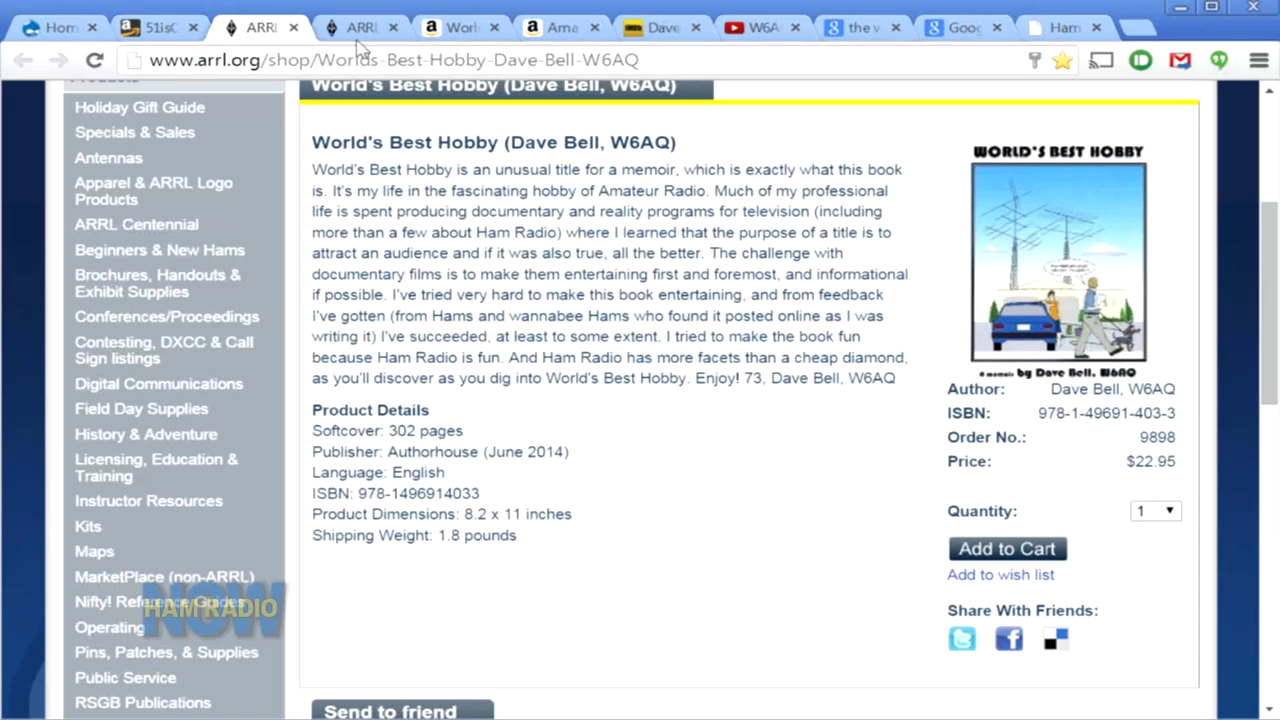 Hom
51isC
ARRL
ARRL
Worl
Ama
Dave
W6A
the v
Goog
Ham
www.arrl.org/shop/Worlds-Best-Hobby-Dave-Bell-W6AQ
Products
Holiday Gift Guide
Specials & Sales
Antennas
Apparel & ARRL Logo
Products
ARRL Centennial
Beginners & New Hams
Brochures, Handouts &
Exhibit Supplies
Conferences/Proceedings
Contesting, DXCC & Call
Sign listings
Digital Communications
Field Day Supplies
History & Adventure
Licensing, Education &
Training
Instructor Resources
Kits
Maps
MarketPlace (non-ARRL)
Nifty! Reference Guides
Operating
Pins, Patches, & Supplies
Public Service
RSGB Publications
NOW
HAM RADIO
World's Best Hobby (Dave Bell, W6AQ)
World's Best Hobby (Dave Bell, W6AQ)
World's Best Hobby is an unusual title for a memoir, which is exactly what this book
is. It's my life in the fascinating hobby of Amateur Radio. Much of my professional
life is spent producing documentary and reality programs for television (including
more than a few about Ham Radio) where I learned that the purpose of a title is to
attract an audience and if it was also true, all the better. The challenge with
documentary films is to make them entertaining first and foremost, and informational
if possible. I've tried very hard to make this book entertaining, and from feedback
I've gotten (from Hams and wannabee Hams who found it posted online as I was
writing it) I've succeeded, at least to some extent. I tried to make the book fun
because Ham Radio is fun. And Ham Radio has more facets than a cheap diamond,
as you'll discover as you dig into World's Best Hobby. Enjoy! 73, Dave Bell, W6AQ
Product Details
Softcover: 302 pages
Publisher: Authorhouse (June 2014)
Language: English
ISBN: 978-1496914033
Product Dimensions: 8.2 x 11 inches
Shipping Weight: 1.8 pounds
WORLD'S BEST HOBBY
a memoir by Dave Bell, W6AQ
Author: Dave Bell, W6AQ
ISBN: 978-1-49691-403-3
Order No.: 9898
Price: $22.95
Quantity: 1
Add to Cart
Add to wish list
Share With Friends:
Send to friend